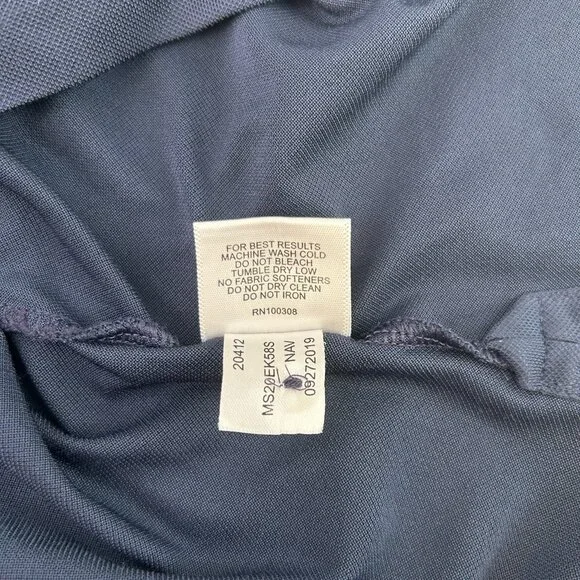 FOR BEST RESULTS
MACHINE WASH COLD
DO NOT BLEACH
TUMBLE DRY LOW
NO FABRIC SOFTENERS
DO NOT DRY CLEAN
DO NOT IRON
RN100308
20412
MS20EK58S
NAV
09272019